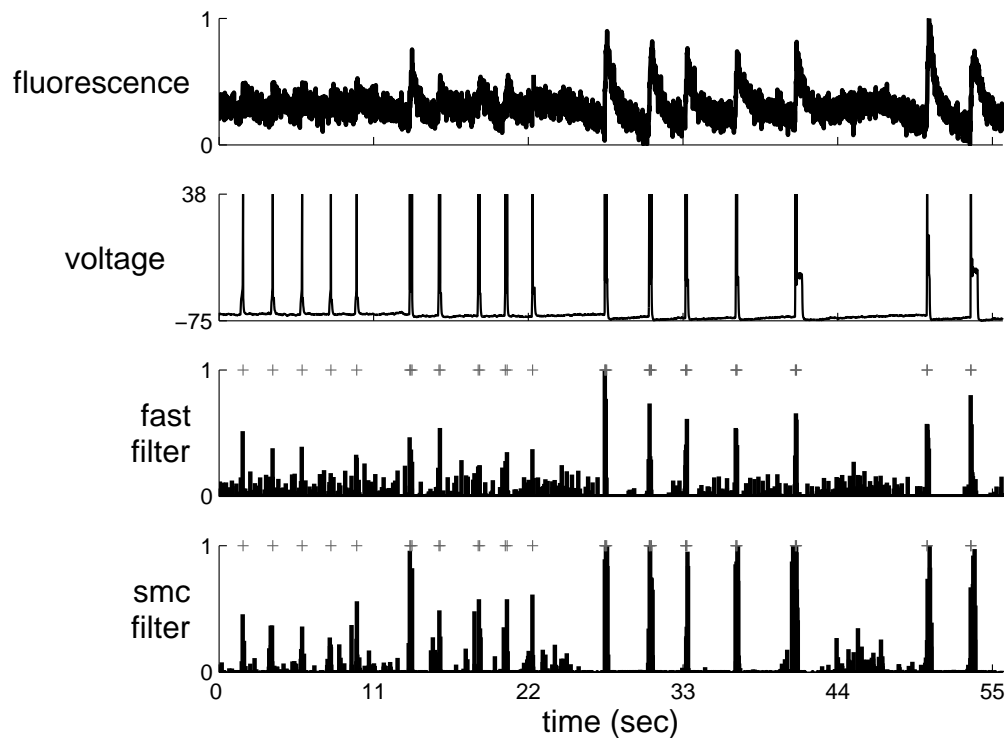 1
fluorescence
0
38
voltage
−75
1
fast
filter
0
1
smc
filter
0
0 11 22 33 44 55
time (sec)